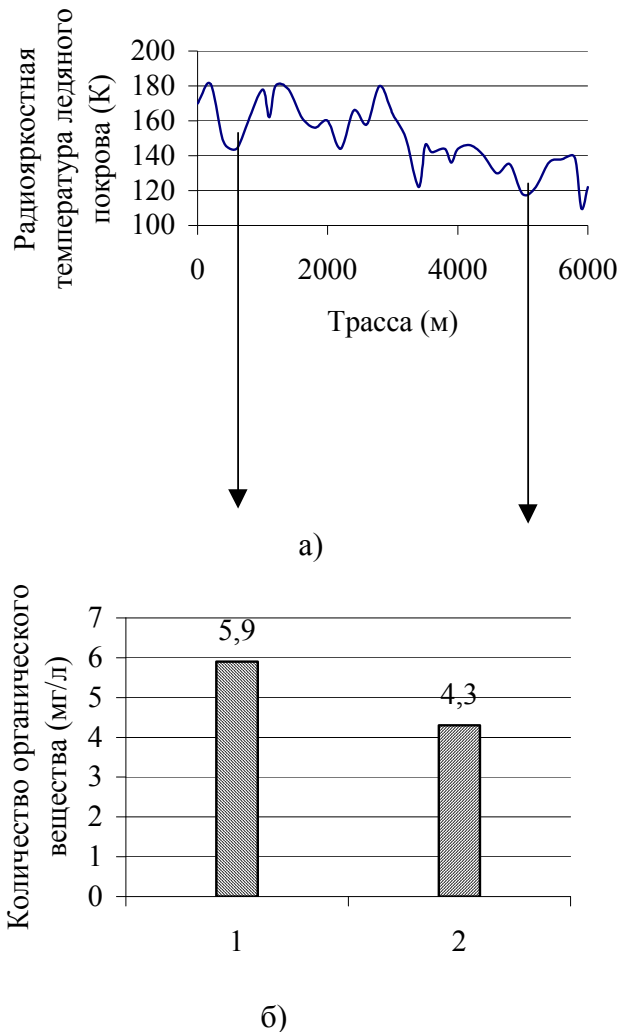 Радиояркостная
температура ледяного
покрова (К)
200
180
160
140
120
100
0 2000 4000 6000
Трасса (м)
а)
Количество органического
вещества (мг/л)
7
6
5
4
3
2
1
0
5,9
4,3
1 2
б)